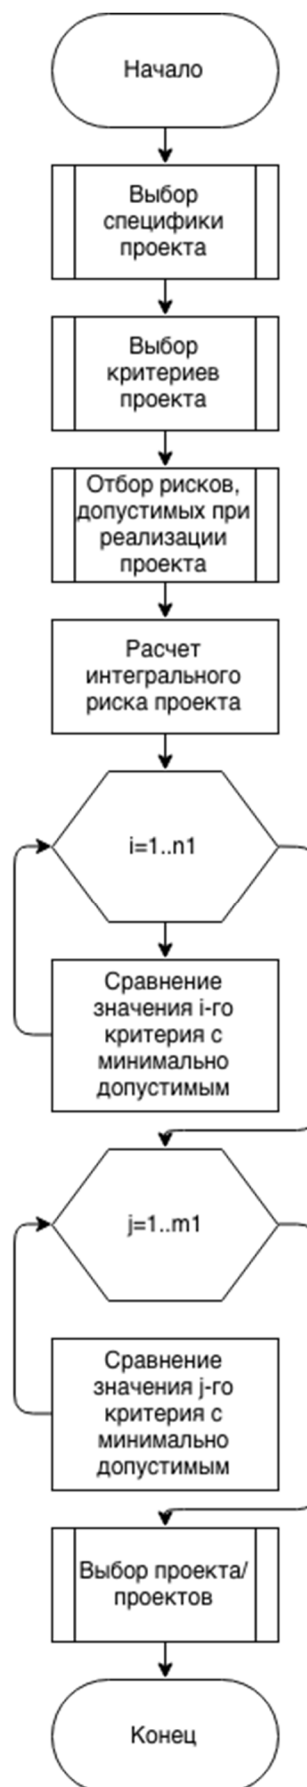 Начало
Выбор
специфики
проекта
Выбор
критериев
проекта
Отбор рисков,
допустимых при
реализации
проекта
Расчет
интегрального
риска проекта
i=1..n1
Сравнение
значения i-го
критерия с
минимально
допустимым
j=1..m1
Сравнение
значения j-го
критерия с
минимально
допустимым
Выбор проекта/
проектов
Конец